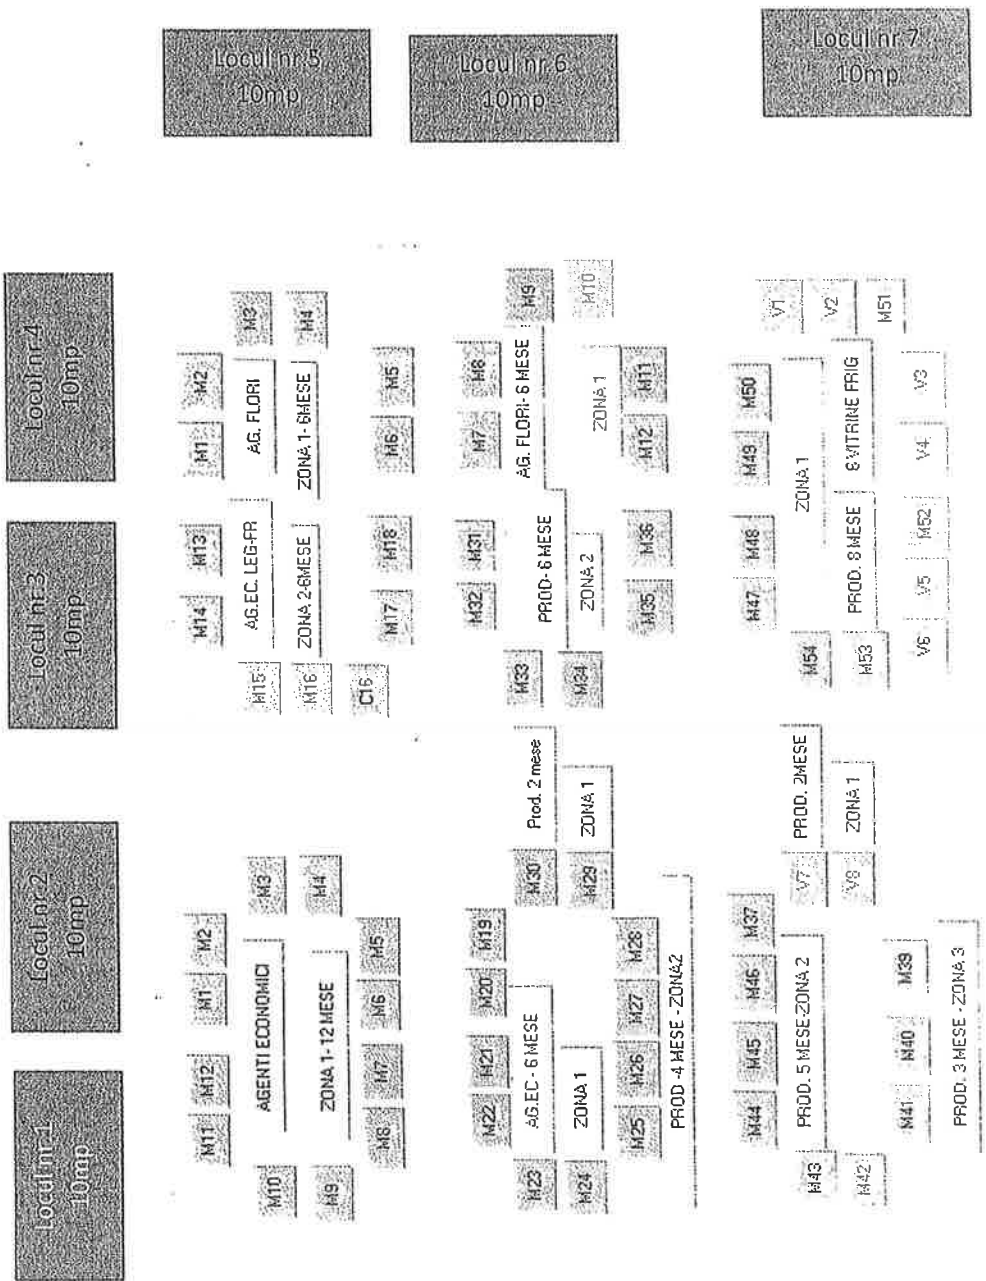 Locul nr.1
10mp
Locul nr.2
10mp
Locul nr.3
10mp
Locul nr.4
10mp
Locul nr.5
10mp
Locul nr.6
10mp
Locul nr.7
10mp
M11
M12
M1
M2
M10
M9
AGENTI ECONOMICI
ZONA 1- 12 MESE
M3
M4
M8
M7
M6
M5
M14
M13
M1
M2
M15
M16
C16
AG.EC. LEG-FR
AG. FLORI
ZONA 2-6MESE
ZONA 1- 6MESE
M3
M4
M17
M18
M6
M5
M22
M21
M20
M19
M23
M24
AG.EC - 6 MESE
ZONA 1
M30
M29
Prod. 2 mese
ZONA 1
M25
M26
M27
M28
PROD -4 MESE - ZONA2
M32
M31
M7
M8
M33
M34
PROD- 6 MESE
AG. FLORI- 6 MESE
ZONA 2
ZONA 1
M9
M10
M35
M36
M12
M11
M44
M45
M46
M37
M43
M42
PROD. 5 MESE-ZONA 2
V7
V8
PROD. 2MESE
ZONA 1
M41
M40
M39
PROD. 3 MESE - ZONA 3
M47
M48
M49
M50
M54
M53
ZONA 1
PROD. 8 MESE
8 VITRINE FRIG
V1
V2
M51
V6
V5
M52
V4
V3